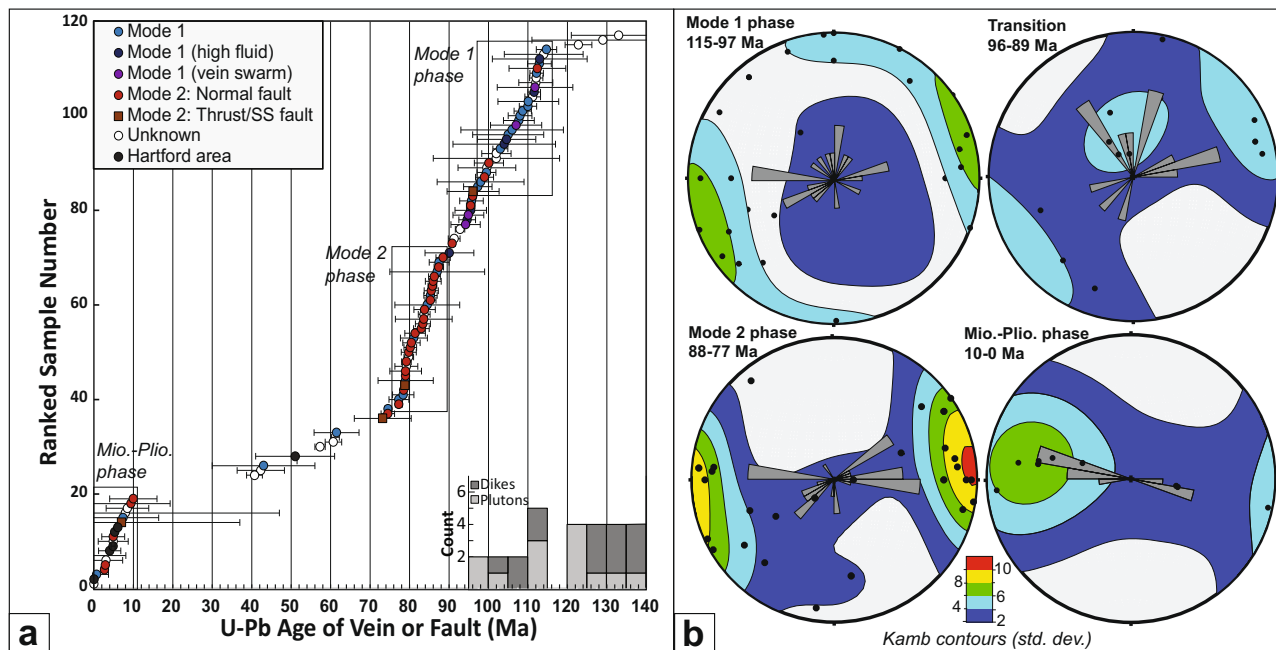 120
100
80
60
40
20
0
Ranked Sample Number
Mode 1
Mode 1 (high fluid)
Mode 1 (vein swarm)
Mode 2: Normal fault
Mode 2: Thrust/SS fault
Unknown
Hartford area
Mode 1
phase
Mode 2
phase
Mio.-Plio.
phase
6
4
2
Count
Dikes
Plutons
0 10 20 30 40 50 60 70 80 90 100 110 120 130 140
U-Pb Age of Vein or Fault (Ma)
a
Mode 1 phase
115-97 Ma
Transition
96-89 Ma
Mode 2 phase
88-77 Ma
Mio.-Plio. phase
10-0 Ma
10
8
6
4
2
Kamb contours (std. dev.)
b